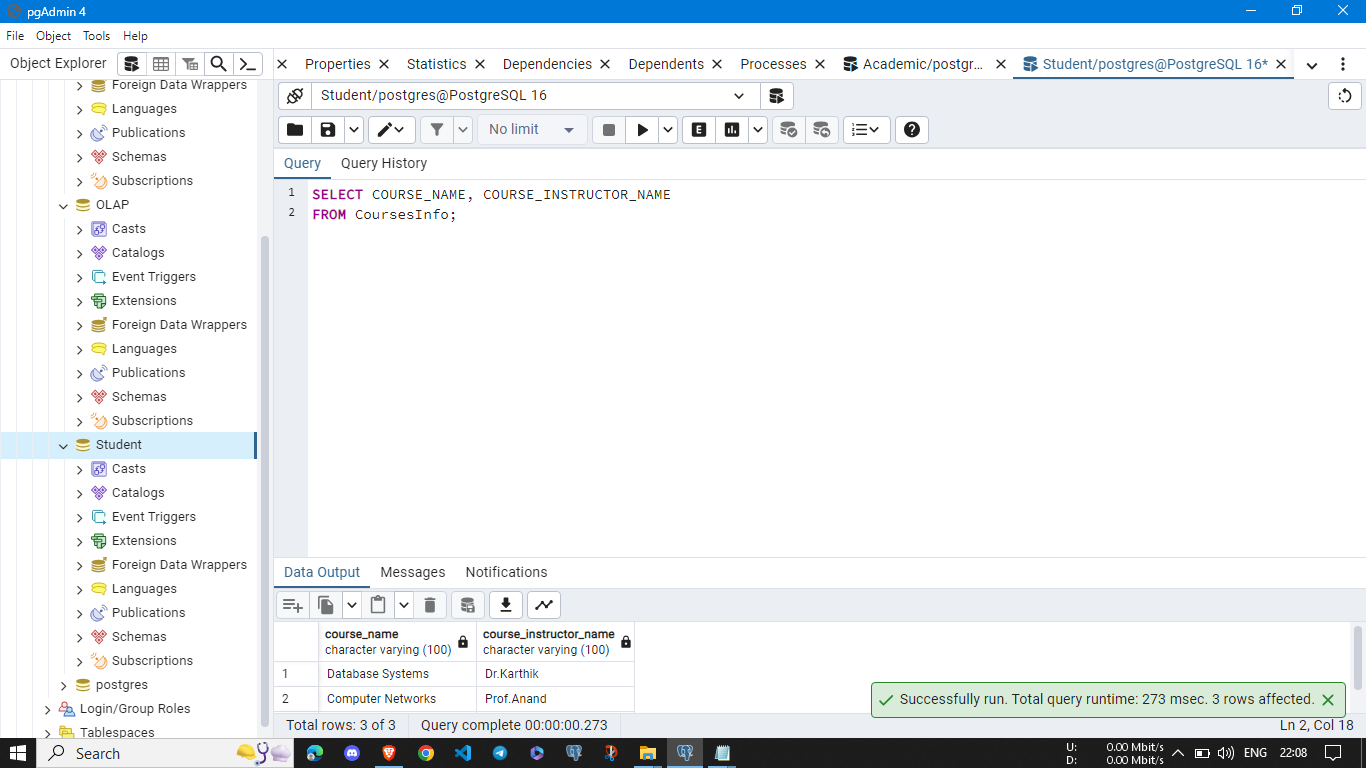 pgAdmin 4
File Object Tools Help
Object Explorer
Properties Statistics Dependencies Dependents Processes Academic/postgr... Student/postgres@PostgreSQL 16*
Foreign Data Wrappers
Languages
Publications
Schemas
Subscriptions
OLAP
Casts
Catalogs
Event Triggers
Extensions
Foreign Data Wrappers
Languages
Publications
Schemas
Subscriptions
Student
Casts
Catalogs
Event Triggers
Extensions
Foreign Data Wrappers
Languages
Publications
Schemas
Subscriptions
postgres
Login/Group Roles
Tablespaces
Student/postgres@PostgreSQL 16
No limit
E
Query Query History
1 SELECT COURSE_NAME, COURSE_INSTRUCTOR_NAME
2 FROM CoursesInfo;
Data Output Messages Notifications
course_name course_instructor_name
character varying (100) character varying (100)
1 Database Systems Dr.Karthik
2 Computer Networks Prof.Anand
Successfully run. Total query runtime: 273 msec. 3 rows affected.
Total rows: 3 of 3 Query complete 00:00:00.273 Ln 2, Col 18
Search
U: 0.00 Mbit/s
D: 0.00 Mbit/s
ENG 22:08